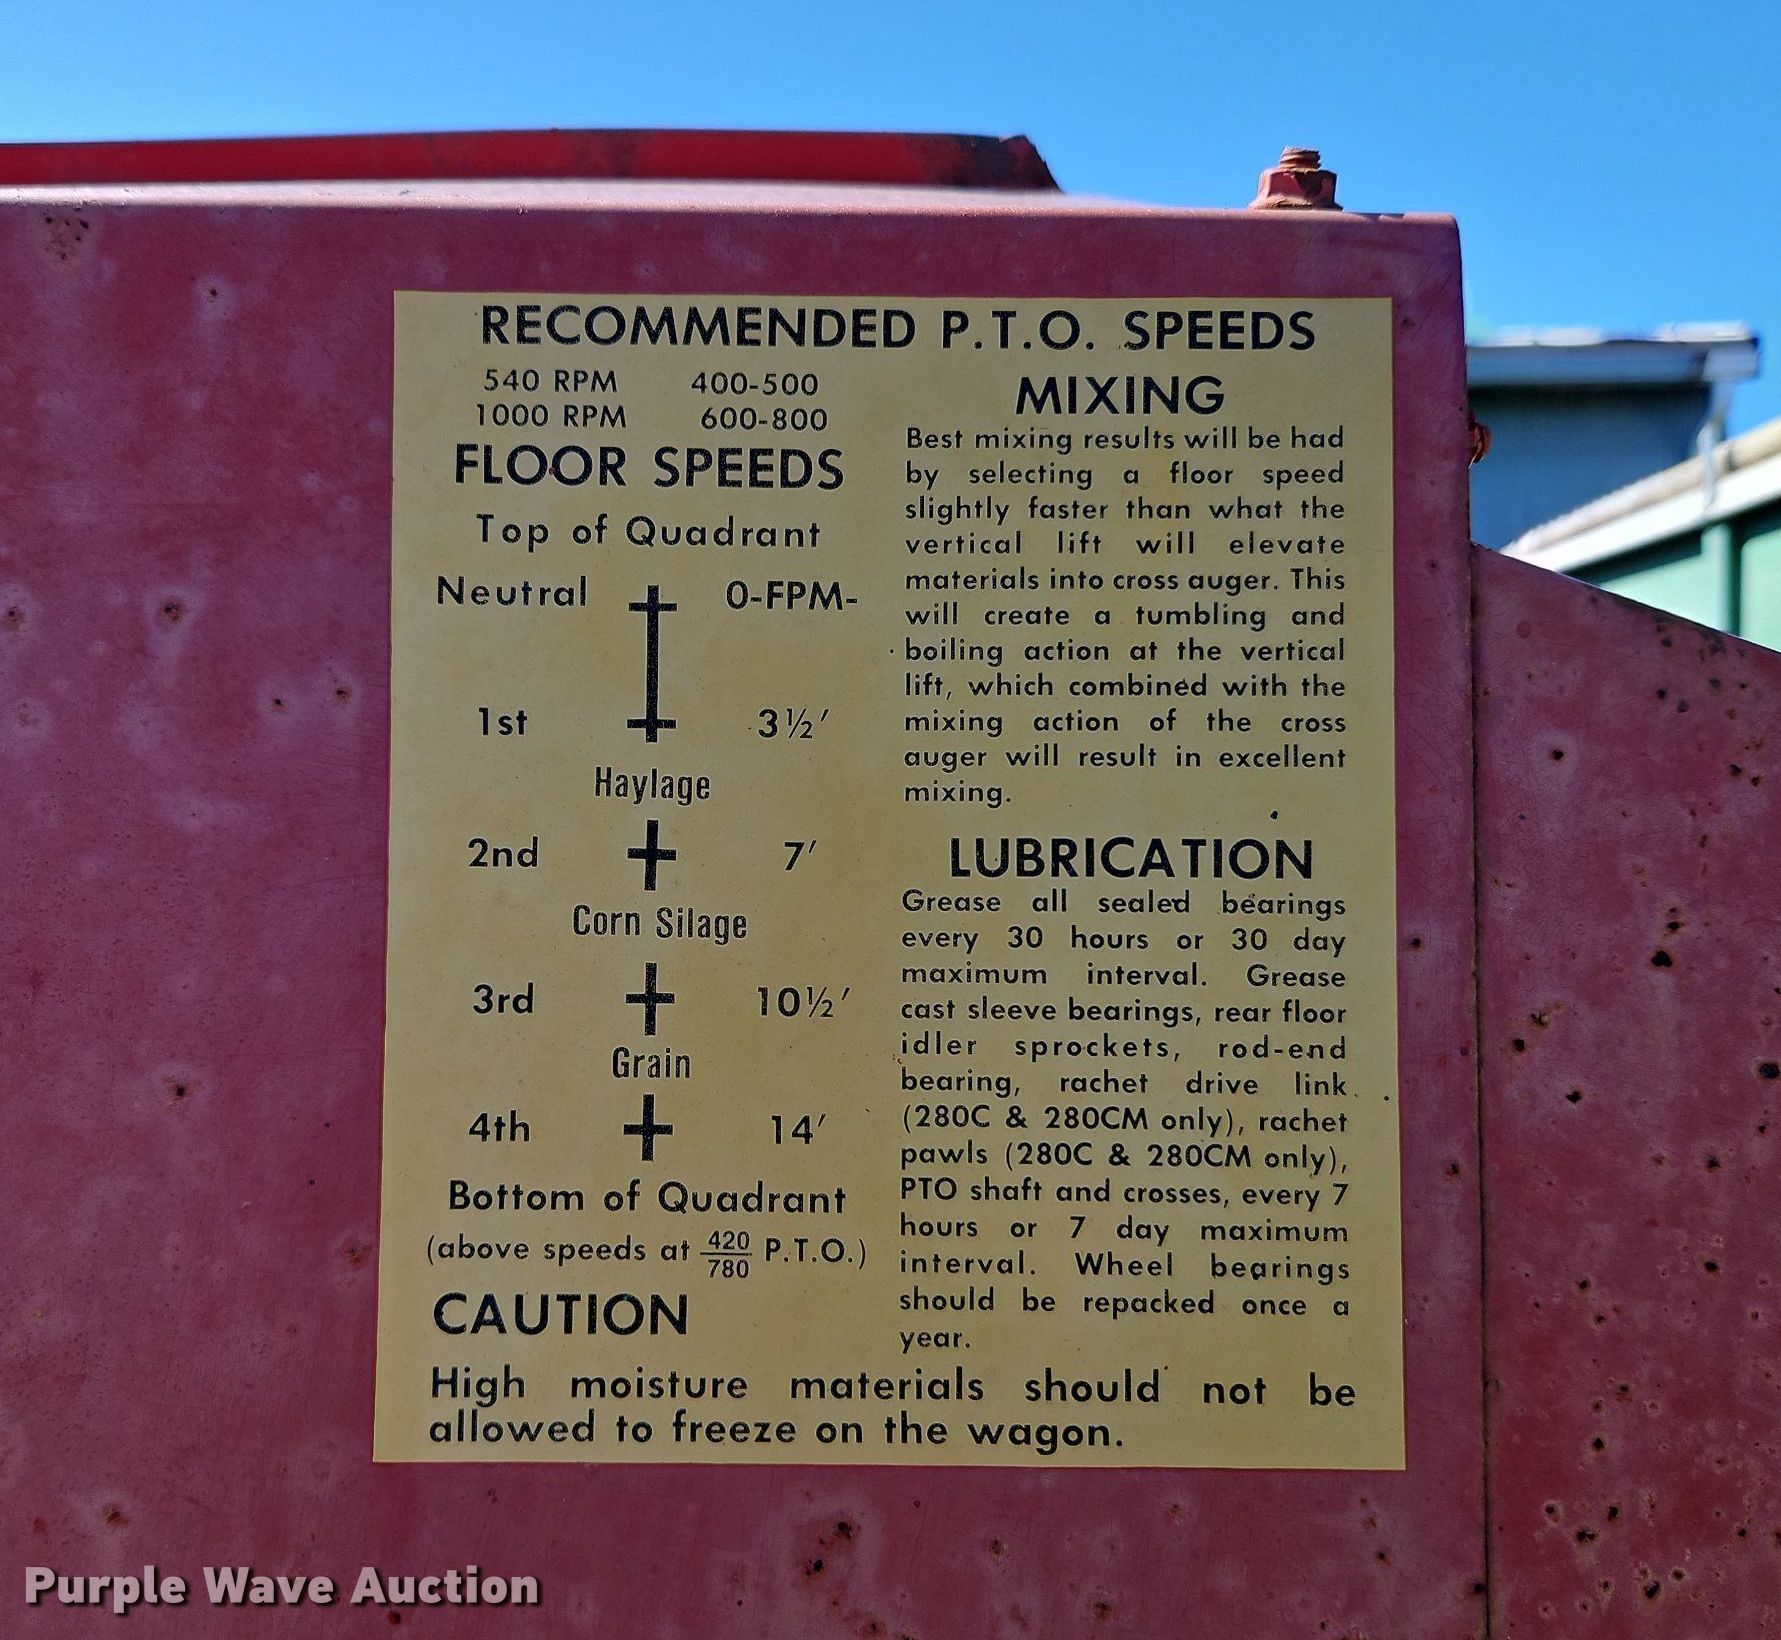 RECOMMENDED P.T.O. SPEEDS
540 RPM 400-500
1000 RPM 600-800
FLOOR SPEEDS
Top of Quadrant
Neutral 0-FPM-
1st 3½′
Haylage
2nd 7′
Corn Silage
3rd 10½′
Grain
4th 14′
Bottom of Quadrant
(above speeds at 420/780 P.T.O.)
MIXING
Best mixing results will be had
by selecting a floor speed
slightly faster than what the
vertical lift will elevate
materials into cross auger. This
will create a tumbling and
boiling action at the vertical
lift, which combined with the
mixing action of the cross
auger will result in excellent
mixing.
LUBRICATION
Grease all sealed bearings
every 30 hours or 30 day
maximum interval. Grease
cast sleeve bearings, rear floor
idler sprockets, rod-end
bearing, rachet drive link
(280C & 280CM only), rachet
pawls (280C & 280CM only),
PTO shaft and crosses, every 7
hours or 7 day maximum
interval. Wheel bearings
should be repacked once a
year.
CAUTION
High moisture materials should not be
allowed to freeze on the wagon.
Purple Wave Auction